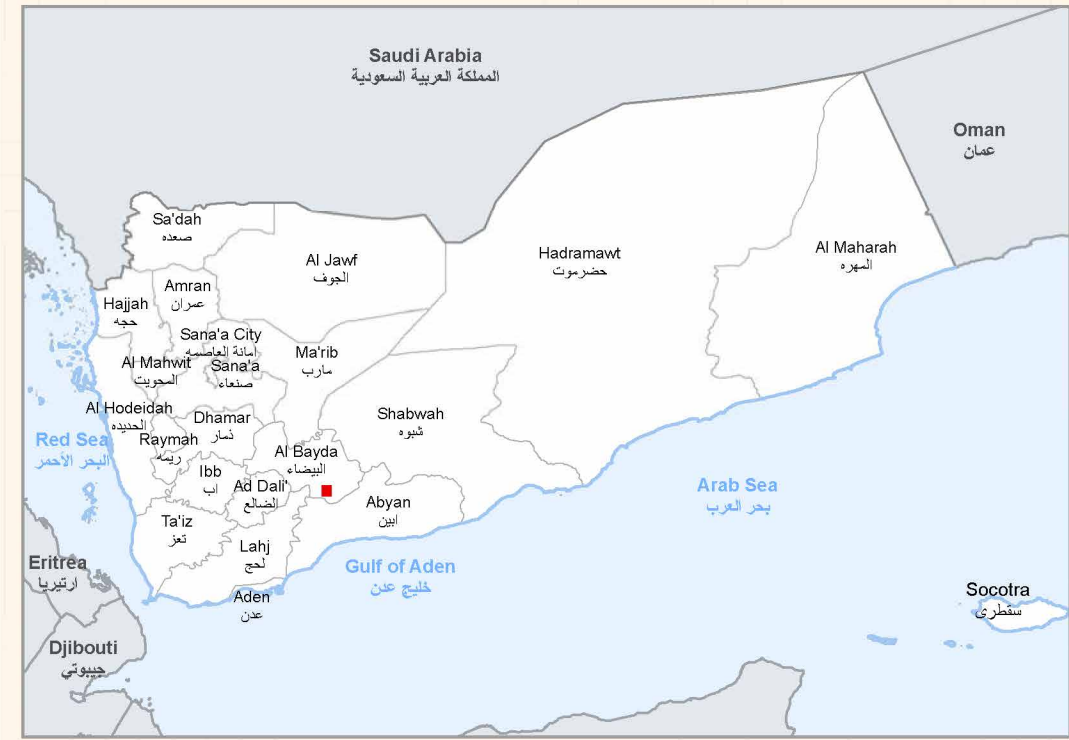 Saudi Arabia
المملكة العربية السعودية
Oman
عمان
Sa'dah
صعده
Al Jawf
الجوف
Hadramawt
حضرموت
Al Maharah
المهره
Amran
عمران
Hajjah
حجه
Sana'a City
امانة العاصمه
Ma'rib
مارب
Al Mahwit
المحويت
Sana'a
صنعاء
Al Hodeidah
الحديده
Dhamar
ذمار
Shabwah
شبوه
Red Sea
البحر الأحمر
Raymah
ريمه
Al Bayda
البيضاء
Ibb
اب
Ad Dali'
الضالع
Abyan
ابين
Arab Sea
بحر العرب
Ta'iz
تعز
Lahj
لحج
Eritrea
ارتيريا
Gulf of Aden
خليج عدن
Aden
عدن
Socotra
سقطرى
Djibouti
جيبوتي